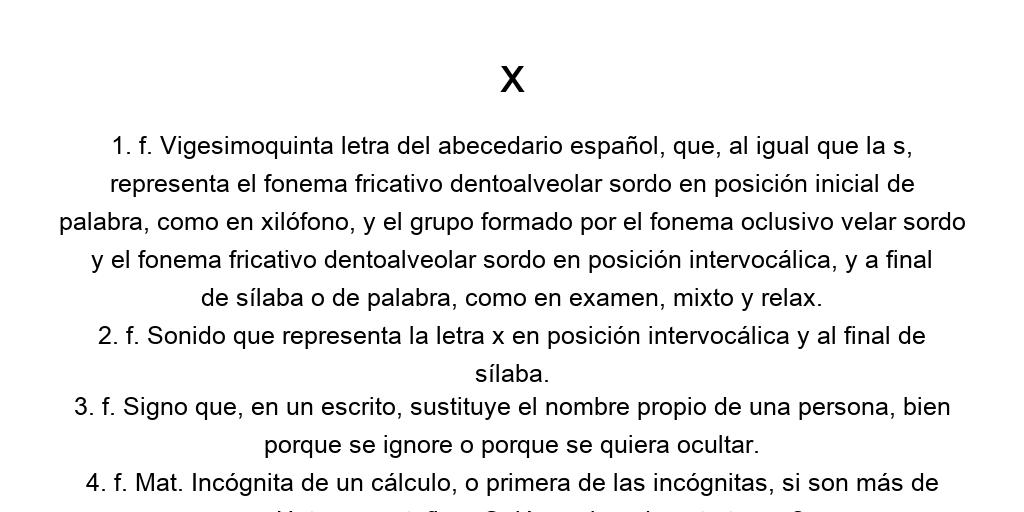 x
1. f. Vigesimoquinta letra del abecedario español, que, al igual que la s,
representa el fonema fricativo dentoalveolar sordo en posición inicial de
palabra, como en xilófono, y el grupo formado por el fonema oclusivo velar sordo
y el fonema fricativo dentoalveolar sordo en posición intervocálica, y a final
de sílaba o de palabra, como en examen, mixto y relax.
2. f. Sonido que representa la letra x en posición intervocálica y al final de
sílaba.
3. f. Signo que, en un escrito, sustituye el nombre propio de una persona, bien
porque se ignore o porque se quiera ocultar.
4. f. Mat. Incógnita de un cálculo, o primera de las incógnitas, si son más de